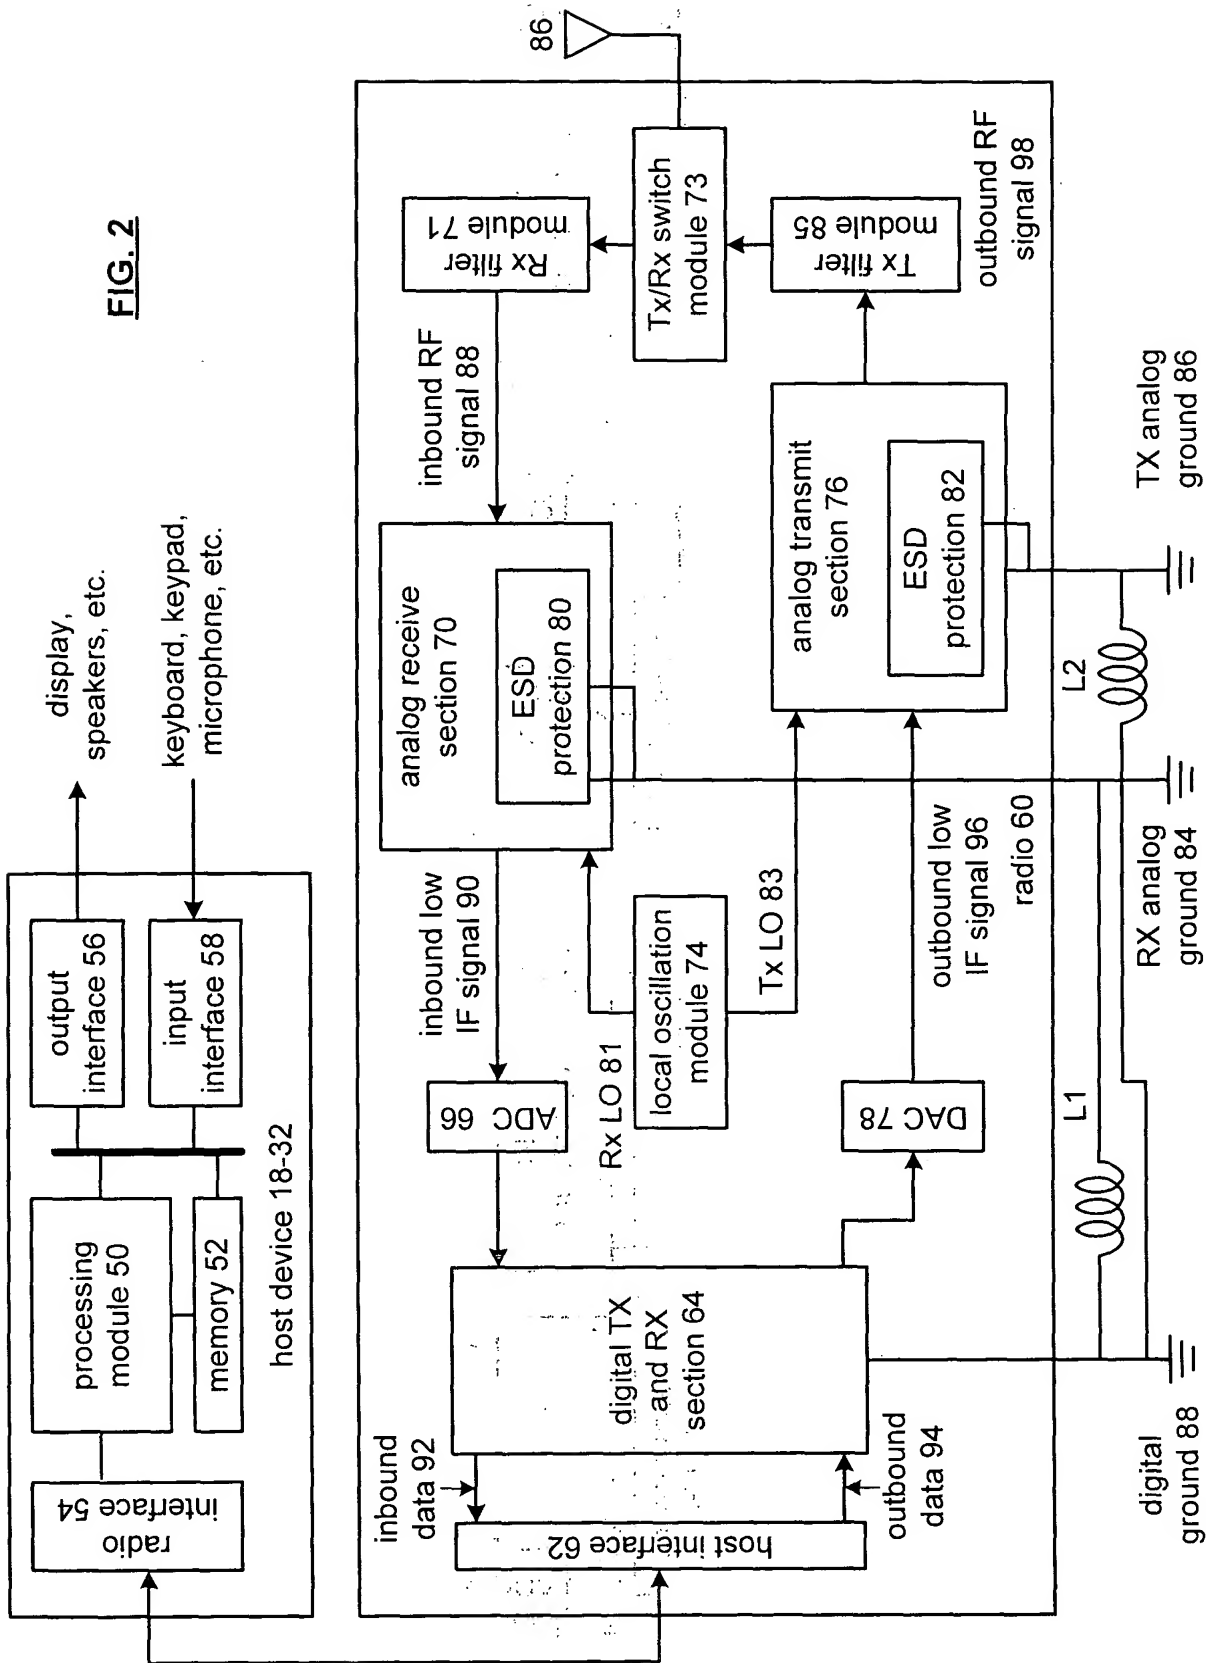 FIG. 2
display,
speakers, etc.
keyboard, keypad,
microphone, etc.
output
interface 56
input
interface 58
processing
module 50
memory 52
radio
interface 54
host device 18-32
86
Rx filter
module 71
Tx/Rx switch
module 73
Tx filter
module 85
outbound RF
signal 98
inbound RF
signal 88
analog receive
section 70
ESD
protection 80
analog transmit
section 76
ESD
protection 82
inbound low
IF signal 90
ADC 66
Rx LO 81
local oscillation
module 74
Tx LO 83
outbound low
IF signal 96
DAC 78
radio 60
digital TX
and RX
section 64
inbound
data 92
outbound
data 94
host interface 62
L1
L2
TX analog
ground 86
RX analog
ground 84
digital
ground 88